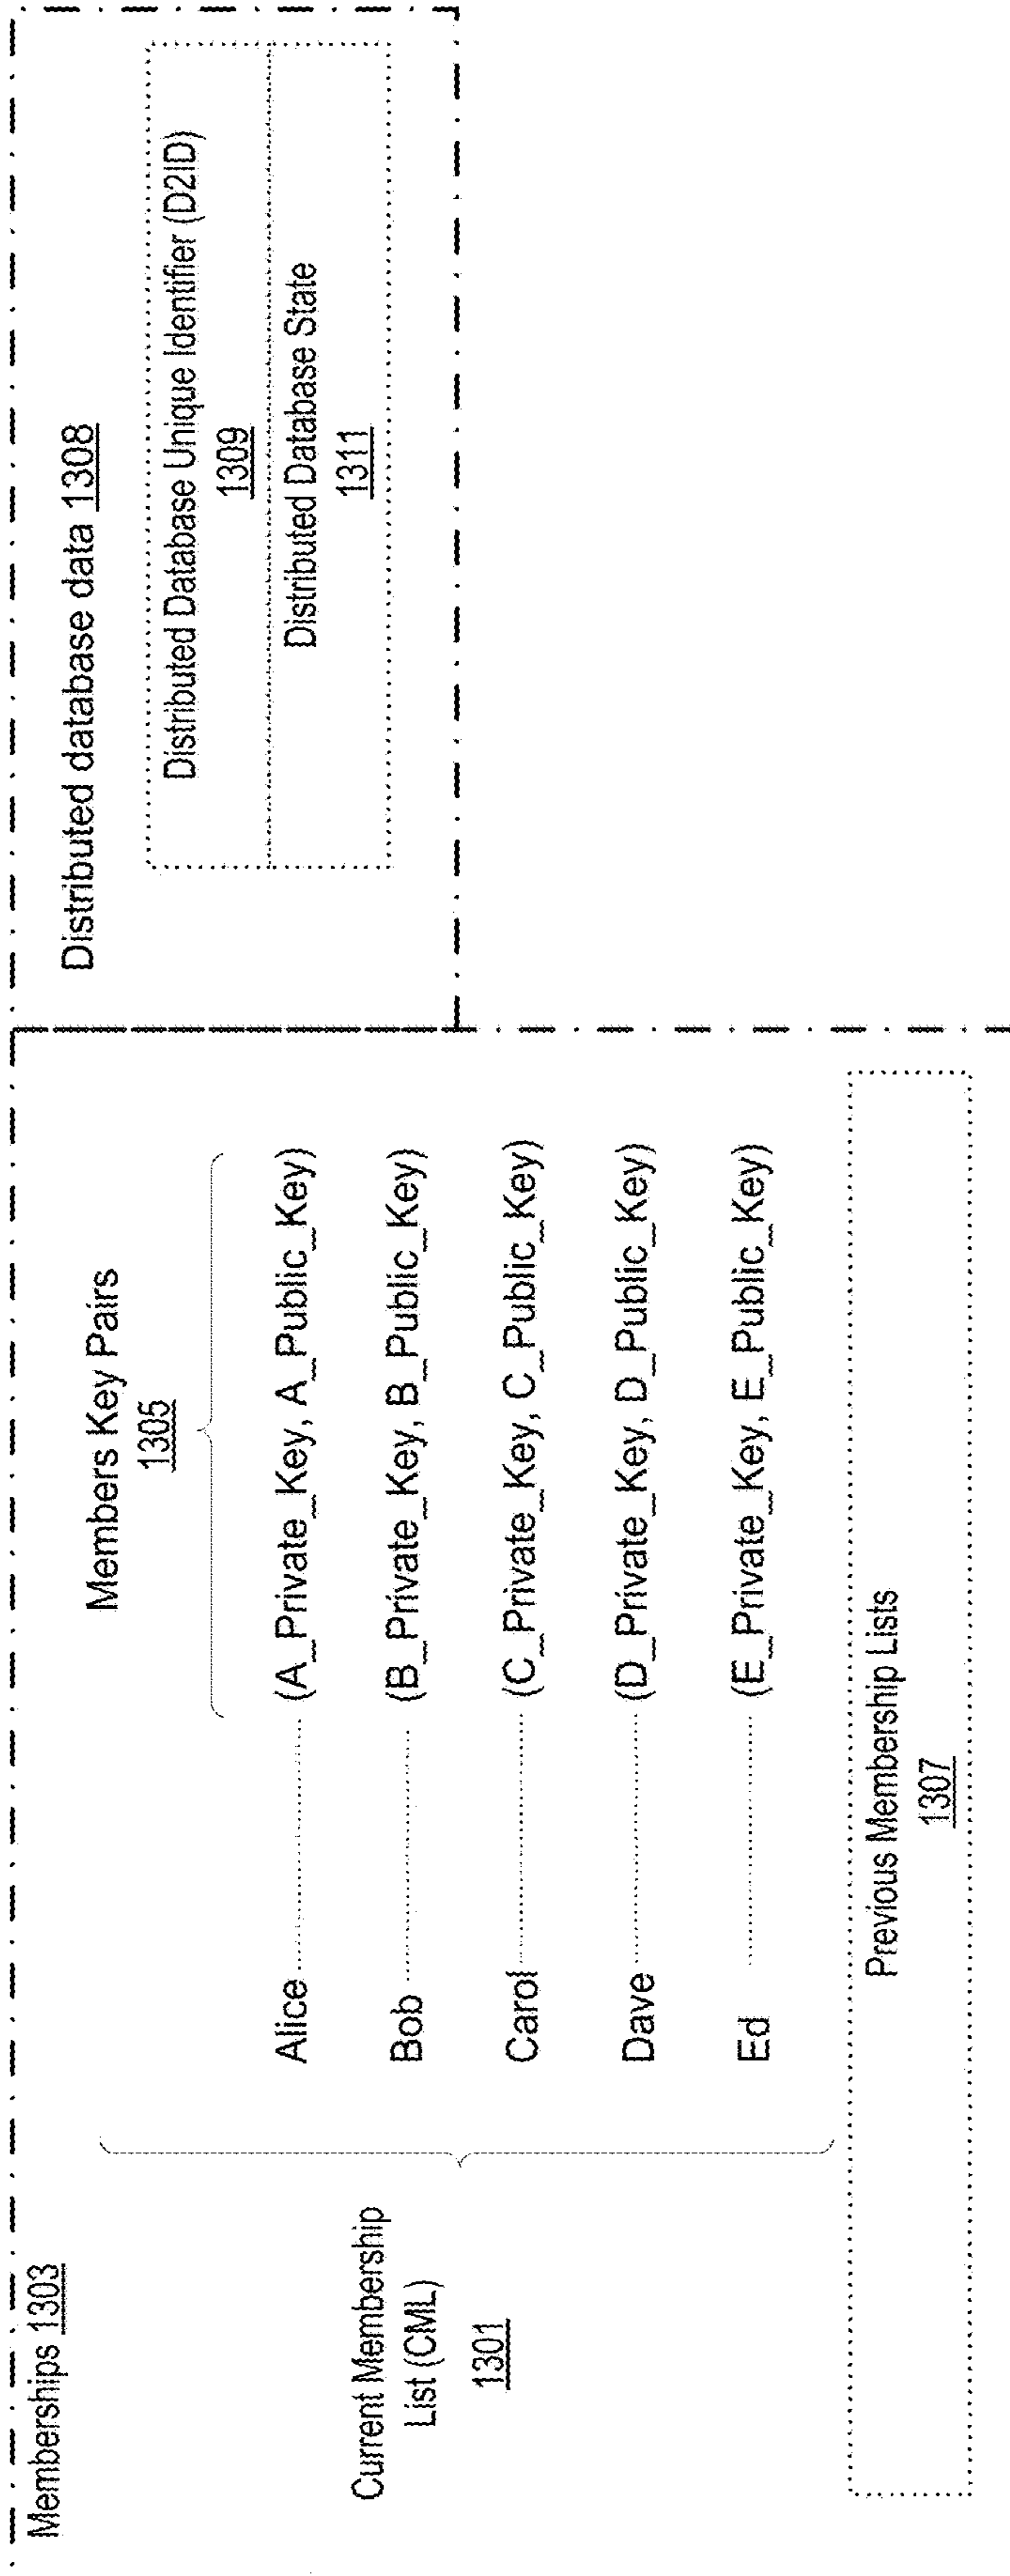 Memberships 1303
Members Key Pairs
1305
Current Membership
List (CML)
1301
Alice (A_Private_Key, A_Public_Key)
Bob (B_Private_Key, B_Public_Key)
Carol (C_Private_Key, C_Public_Key)
Dave (D_Private_Key, D_Public_Key)
Ed (E_Private_Key, E_Public_Key)
Previous Membership Lists
1307
Distributed database data 1308
Distributed Database Unique Identifier (D2ID)
1309
Distributed Database State
1311